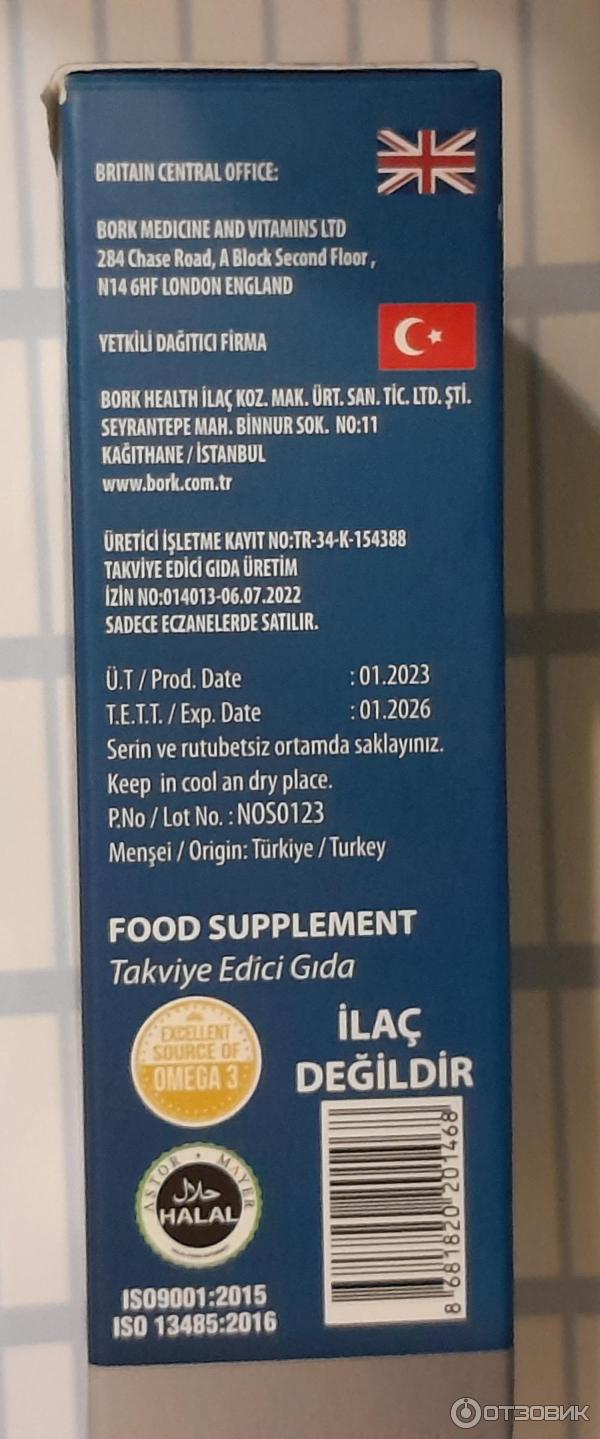 BRITAIN CENTRAL OFFICE:
BORK MEDICINE AND VITAMINS LTD
284 Chase Road, A Block Second Floor ,
N14 6HF LONDON ENGLAND
YETKİLİ DAĞITICI FİRMA
BORK HEALTH İLAÇ KOZ. MAK. ÜRT. SAN. TİC. LTD. ŞTİ.
SEYRANTEPE MAH. BİNNUR SOK. NO:11
KAĞITHANE / İSTANBUL
www.bork.com.tr
ÜRETİCİ İŞLETME KAYIT NO:TR-34-K-154388
TAKVİYE EDİCİ GIDA ÜRETİM
İZİN NO:014013-06.07.2022
SADECE ECZANELERDE SATILIR.
Ü.T / Prod. Date : 01.2023
T.E.T.T. / Exp. Date : 01.2026
Serin ve rutubetsiz ortamda saklayınız.
Keep in cool an dry place.
P.No / Lot No. : NOS0123
Menşei / Origin: Türkiye / Turkey
FOOD SUPPLEMENT
Takviye Edici Gıda
EXCELLENT
SOURCE OF
OMEGA 3
İLAÇ
DEĞİLDİR
ASTOR • MAYER
حلال
HALAL
ISO9001:2015
ISO 13485:2016
8 681820 201468
ОТЗОВИК